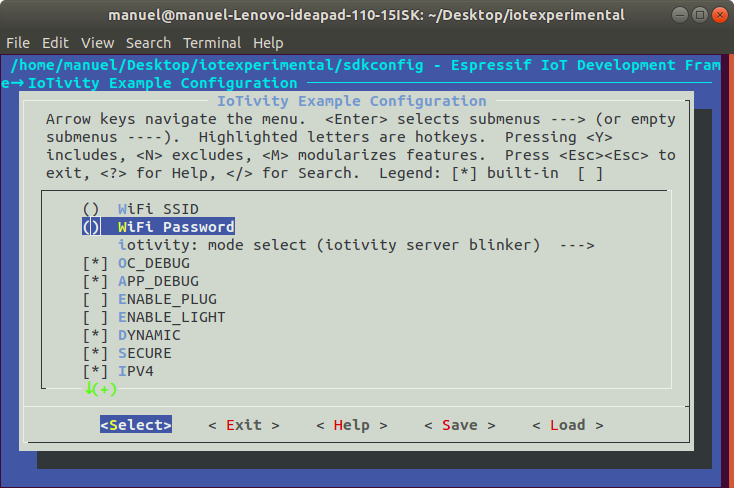 manuel@manuel-Lenovo-ideapad-110-15ISK: ~/Desktop/iotexperimental
File Edit View Search Terminal Help
/home/manuel/Desktop/iotexperimental/sdkconfig - Espressif IoT Development Fram
e→IoTivity Example Configuration
IoTivity Example Configuration
Arrow keys navigate the menu. <Enter> selects submenus ---> (or empty
submenus ----). Highlighted letters are hotkeys. Pressing <Y>
includes, <N> excludes, <M> modularizes features. Press <Esc><Esc> to
exit, <?> for Help, </> for Search. Legend: [*] built-in [ ]
() WiFi SSID
() WiFi Password
iotivity: mode select (iotivity server blinker) --->
[*] OC_DEBUG
[*] APP_DEBUG
[ ] ENABLE_PLUG
[ ] ENABLE_LIGHT
[*] DYNAMIC
[*] SECURE
[*] IPV4
↓(+)
<Select> < Exit > < Help > < Save > < Load >